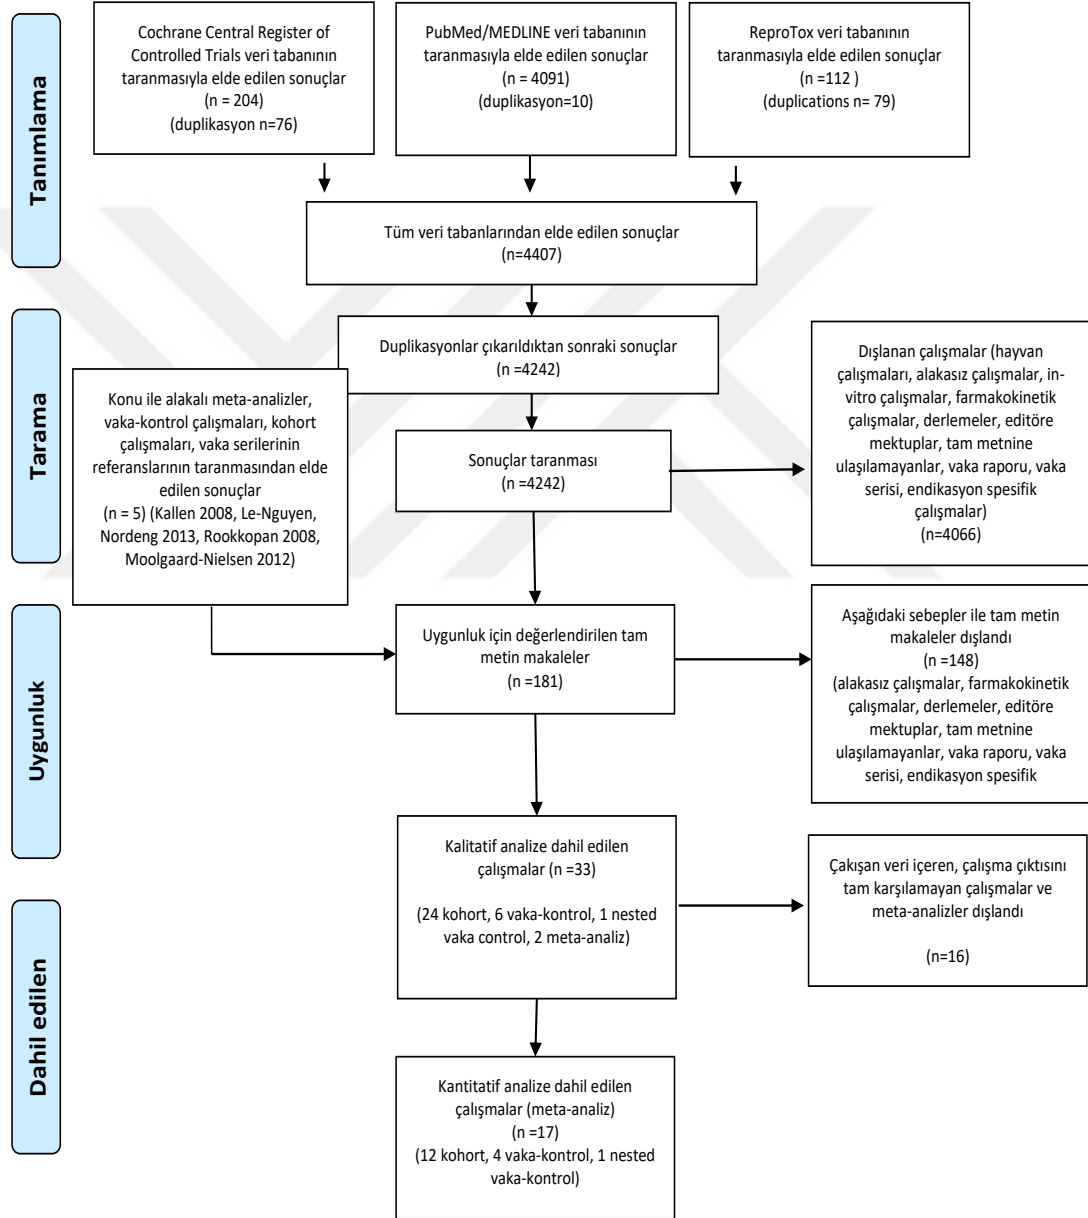 Tanımlama
Cochrane Central Register of
Controlled Trials veri tabanının
taranmasıyla elde edilen sonuçlar
(n = 204)
(duplikasyon n=76)
PubMed/MEDLINE veri tabanının
taranmasıyla elde edilen sonuçlar
(n = 4091)
(duplikasyon=10)
ReproTox veri tabanının
taranmasıyla elde edilen sonuçlar
(n =112 )
(duplications n= 79)
Tüm veri tabanlarından elde edilen sonuçlar
(n=4407)
Tarama
Duplikasyonlar çıkarıldıktan sonraki sonuçlar
(n =4242)
Konu ile alakalı meta-analizler,
vaka-kontrol çalışmaları, kohort
çalışmaları, vaka serilerinin
referanslarının taranmasından elde
edilen sonuçlar
(n = 5) (Kallen 2008, Le-Nguyen,
Nordeng 2013, Rookkopan 2008,
Moolgaard-Nielsen 2012)
Sonuçlar taranması
(n =4242)
Dışlanan çalışmalar (hayvan
çalışmaları, alakasız çalışmalar, in-
vitro çalışmalar, farmakokinetik
çalışmalar, derlemeler, editöre
mektuplar, tam metnine
ulaşılamayanlar, vaka raporu, vaka
serisi, endikasyon spesifik
çalışmalar)
(n=4066)
Uygunluk
Uygunluk için değerlendirilen tam
metin makaleler
(n =181)
Aşağıdaki sebepler ile tam metin
makaleler dışlandı
(n =148)
(alakasız çalışmalar, farmakokinetik
çalışmalar, derlemeler, editöre
mektuplar, tam metnine
ulaşılamayanlar, vaka raporu, vaka
serisi, endikasyon spesifik
Kalitatif analize dahil edilen
çalışmalar (n =33)
(24 kohort, 6 vaka-kontrol, 1 nested
vaka control, 2 meta-analiz)
Çakışan veri içeren, çalışma çıktısını
tam karşılamayan çalışmalar ve
meta-analizler dışlandı
(n=16)
Dahil edilen
Kantitatif analize dahil edilen
çalışmalar (meta-analiz)
(n =17)
(12 kohort, 4 vaka-kontrol, 1 nested
vaka-kontrol)